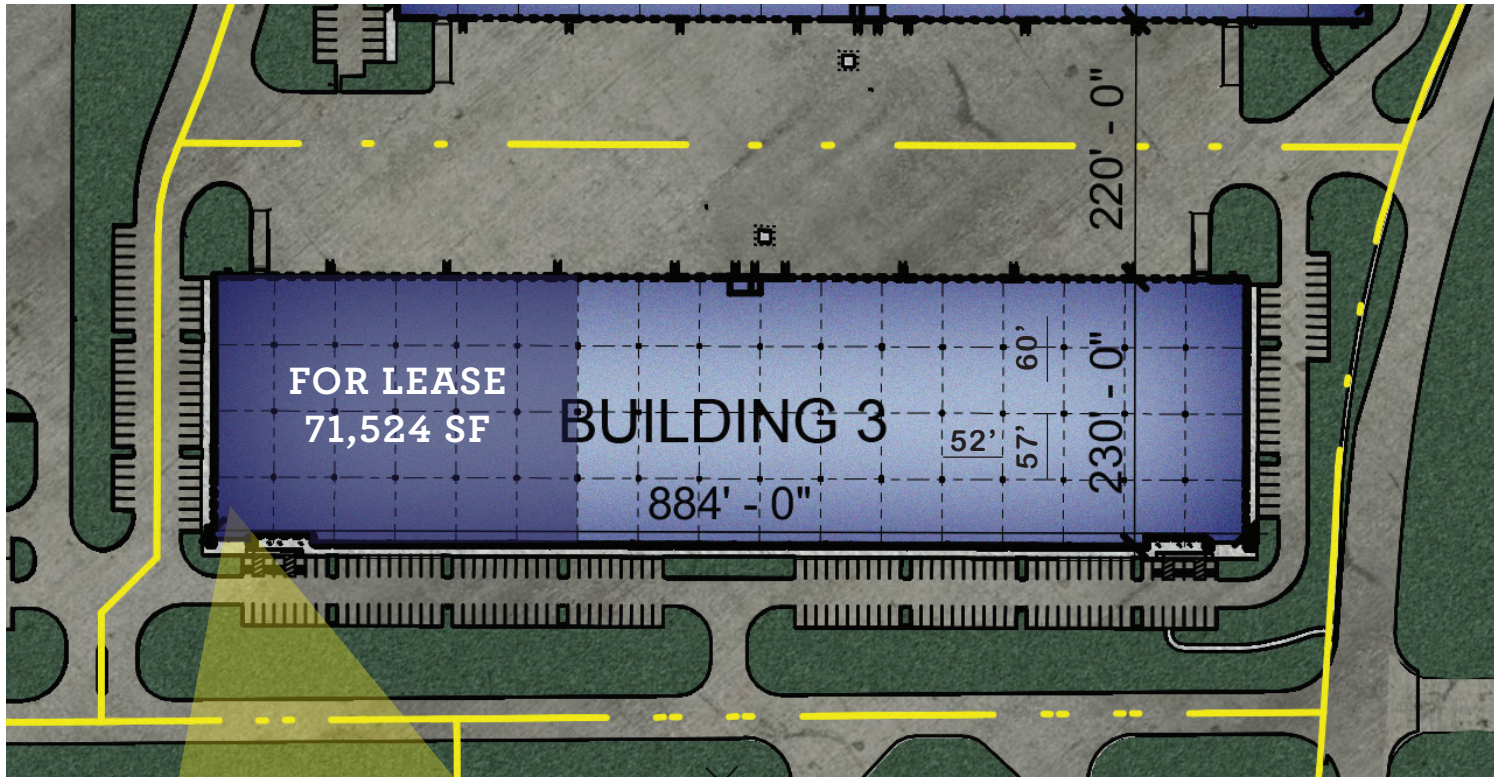 220' - 0"
FOR LEASE
71,524 SF
BUILDING 3
884' - 0"
52’
60’
57’
230' - 0"